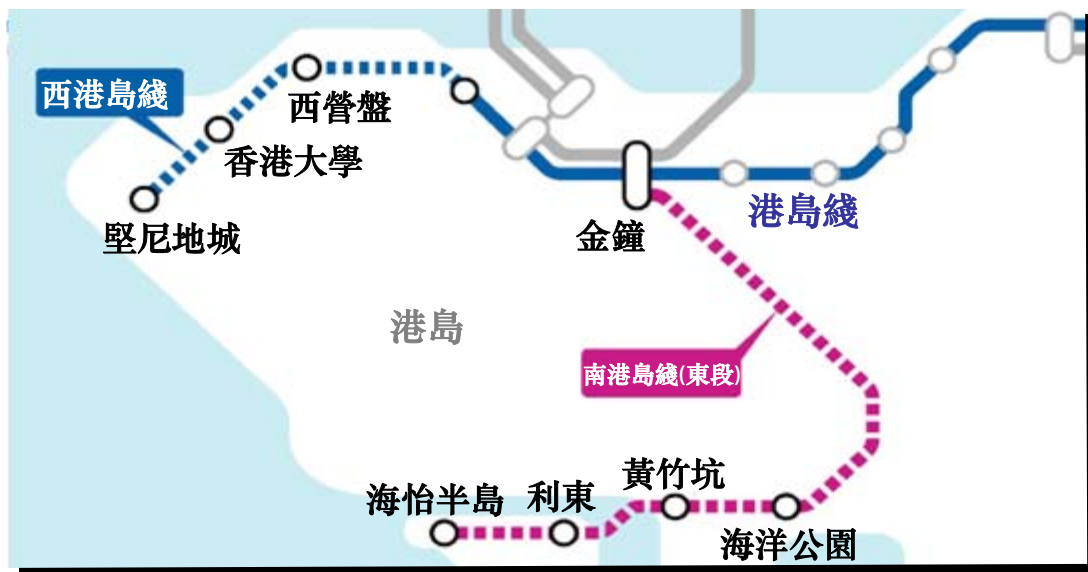 西港島綫
西營盤
香港大學
堅尼地城
金鐘
港島綫
港島
南港島綫(東段)
黃竹坑
利東
海怡半島
海洋公園